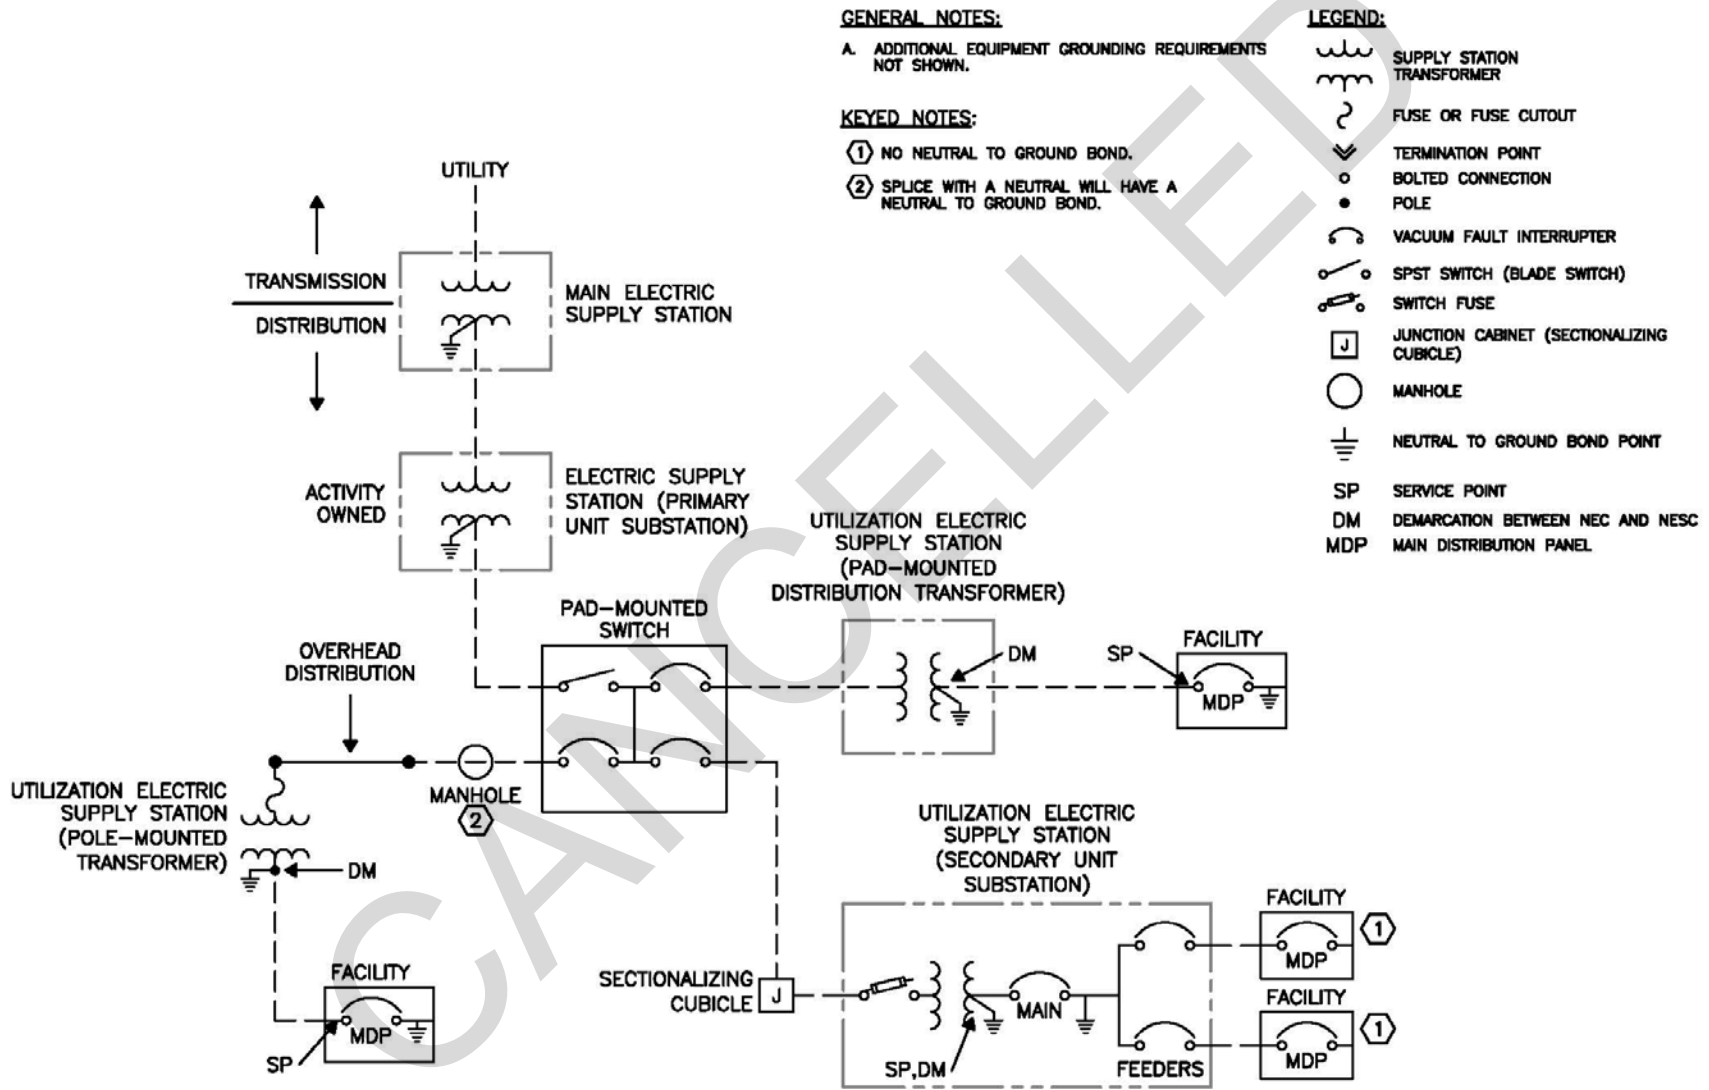 GENERAL NOTES:
A. ADDITIONAL EQUIPMENT GROUNDING REQUIREMENTS
NOT SHOWN.
KEYED NOTES:
1 NO NEUTRAL TO GROUND BOND.
2 SPLICE WITH A NEUTRAL WILL HAVE A
NEUTRAL TO GROUND BOND.
LEGEND:
SUPPLY STATION
TRANSFORMER
FUSE OR FUSE CUTOUT
TERMINATION POINT
BOLTED CONNECTION
POLE
VACUUM FAULT INTERRUPTER
SPST SWITCH (BLADE SWITCH)
SWITCH FUSE
J JUNCTION CABINET (SECTIONALIZING
CUBICLE)
MANHOLE
NEUTRAL TO GROUND BOND POINT
SP SERVICE POINT
DM DEMARCATION BETWEEN NEC AND NESC
MDP MAIN DISTRIBUTION PANEL
UTILITY
TRANSMISSION
DISTRIBUTION
MAIN ELECTRIC
SUPPLY STATION
ACTIVITY
OWNED
ELECTRIC SUPPLY
STATION (PRIMARY
UNIT SUBSTATION)
UTILIZATION ELECTRIC
SUPPLY STATION
(PAD-MOUNTED
DISTRIBUTION TRANSFORMER)
PAD-MOUNTED
SWITCH
OVERHEAD
DISTRIBUTION
DM
SP
FACILITY
MDP
MANHOLE
2
UTILIZATION ELECTRIC
SUPPLY STATION
(POLE-MOUNTED
TRANSFORMER)
DM
FACILITY
MDP
SP
UTILIZATION ELECTRIC
SUPPLY STATION
(SECONDARY UNIT
SUBSTATION)
SECTIONALIZING
CUBICLE
J
MAIN
SP,DM
FEEDERS
FACILITY
1
MDP
FACILITY
1
MDP
CANCELLED